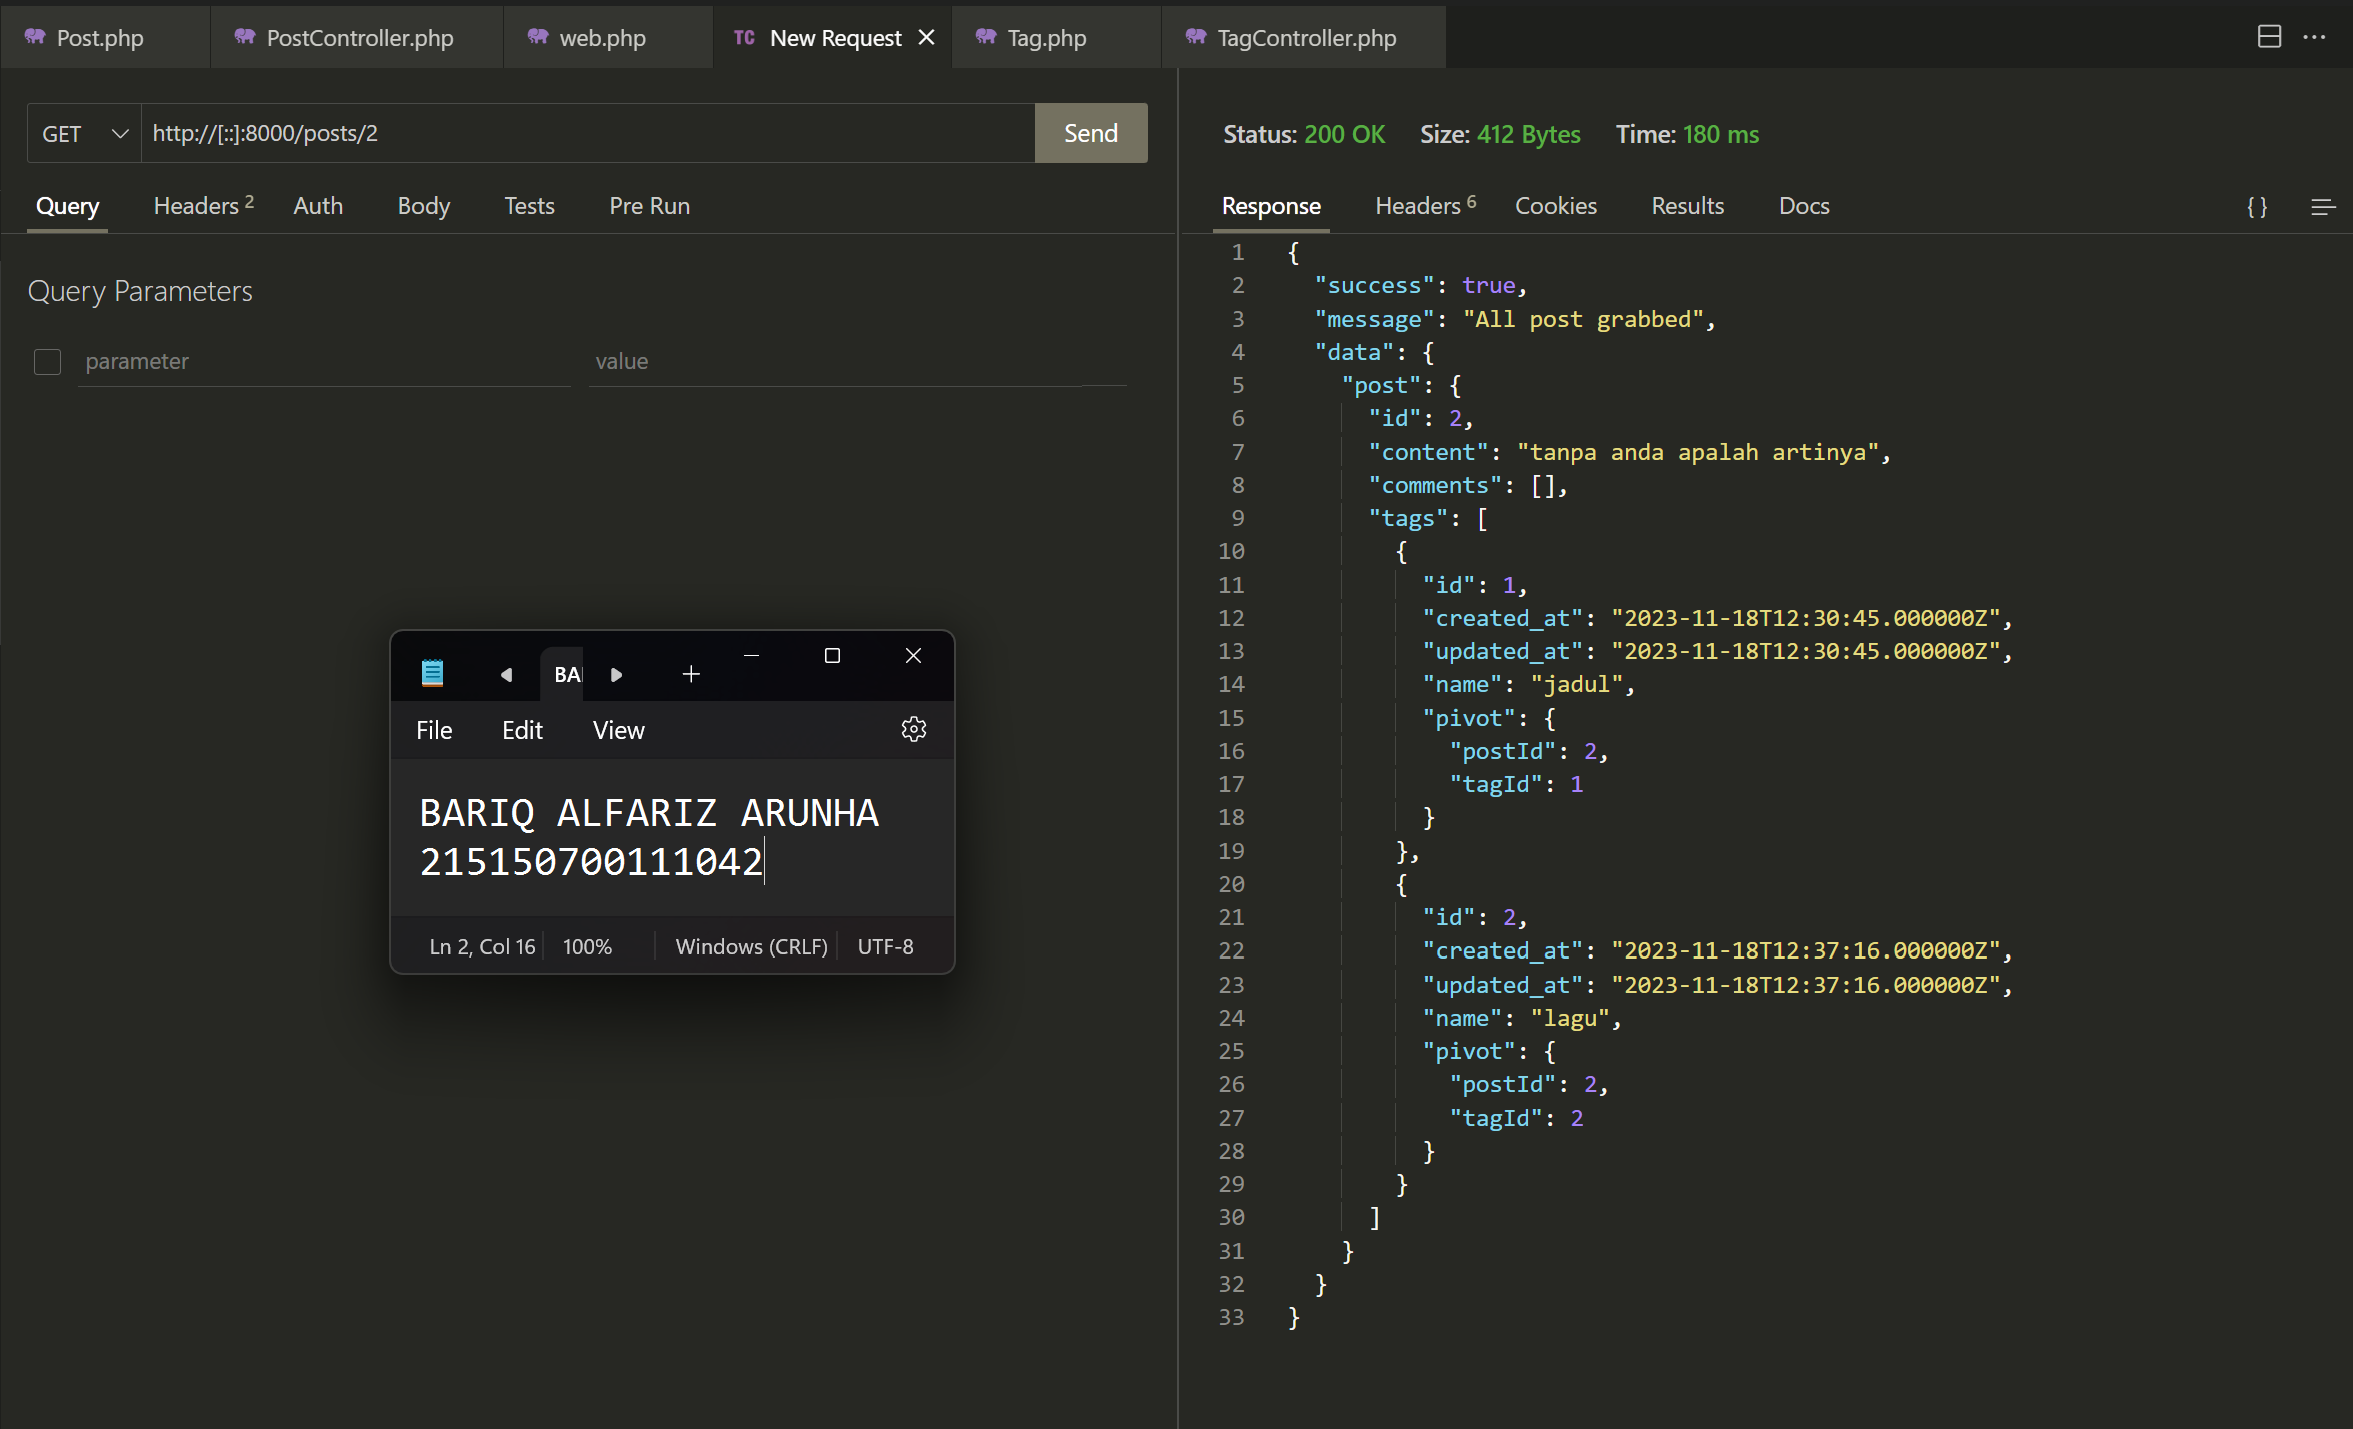 Post.php
PostController.php
web.php
TC New Request
Tag.php
TagController.php
GET http://[::]:8000/posts/2 Send
Query Headers 2 Auth Body Tests Pre Run
Query Parameters
parameter value
BA
File Edit View
BARIQ ALFARIZ ARUNHA
215150700111042
Ln 2, Col 16 100% Windows (CRLF) UTF-8
Status: 200 OK Size: 412 Bytes Time: 180 ms
Response Headers 6 Cookies Results Docs { }
1 {
2 "success": true,
3 "message": "All post grabbed",
4 "data": {
5 "post": {
6 "id": 2,
7 "content": "tanpa anda apalah artinya",
8 "comments": [],
9 "tags": [
10 {
11 "id": 1,
12 "created_at": "2023-11-18T12:30:45.000000Z",
13 "updated_at": "2023-11-18T12:30:45.000000Z",
14 "name": "jadul",
15 "pivot": {
16 "postId": 2,
17 "tagId": 1
18 }
19 },
20 {
21 "id": 2,
22 "created_at": "2023-11-18T12:37:16.000000Z",
23 "updated_at": "2023-11-18T12:37:16.000000Z",
24 "name": "lagu",
25 "pivot": {
26 "postId": 2,
27 "tagId": 2
28 }
29 }
30 ]
31 }
32 }
33 }